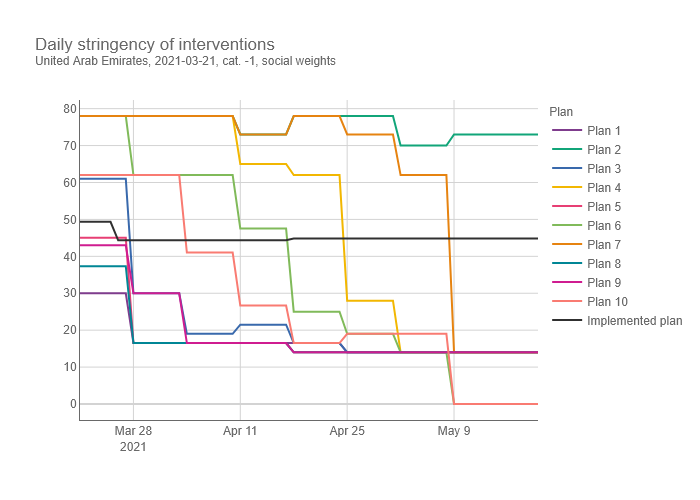 Daily stringency of interventions
United Arab Emirates, 2021-03-21, cat. -1, social weights
80
70
60
50
40
30
20
10
0
Mar 28
2021
Apr 11
Apr 25
May 9
Plan
Plan 1
Plan 2
Plan 3
Plan 4
Plan 5
Plan 6
Plan 7
Plan 8
Plan 9
Plan 10
Implemented plan